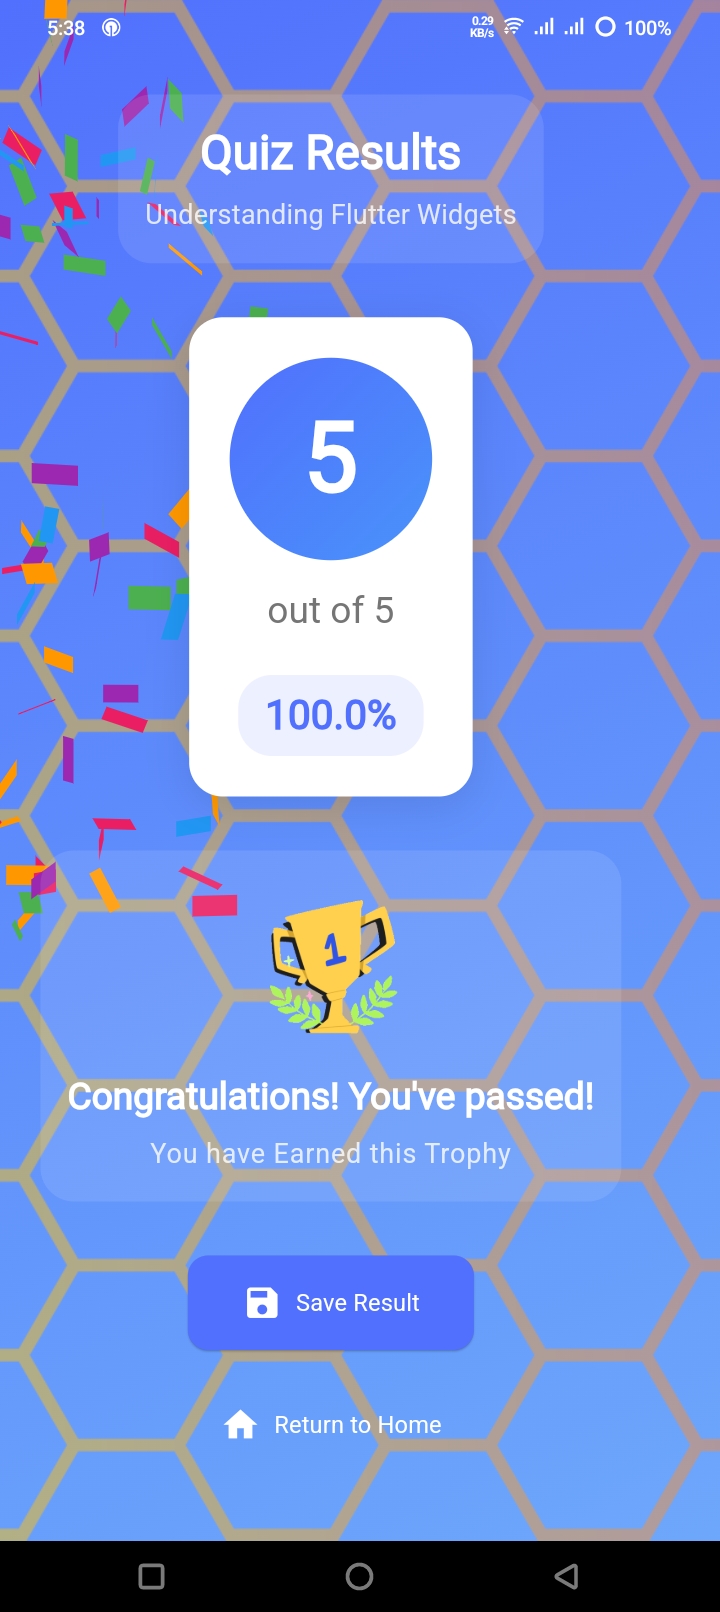 5:38
0.29
KB/s
100%
Quiz Results
Understanding Flutter Widgets
5
out of 5
100.0%
1
Congratulations! You've passed!
You have Earned this Trophy
Save Result
Return to Home